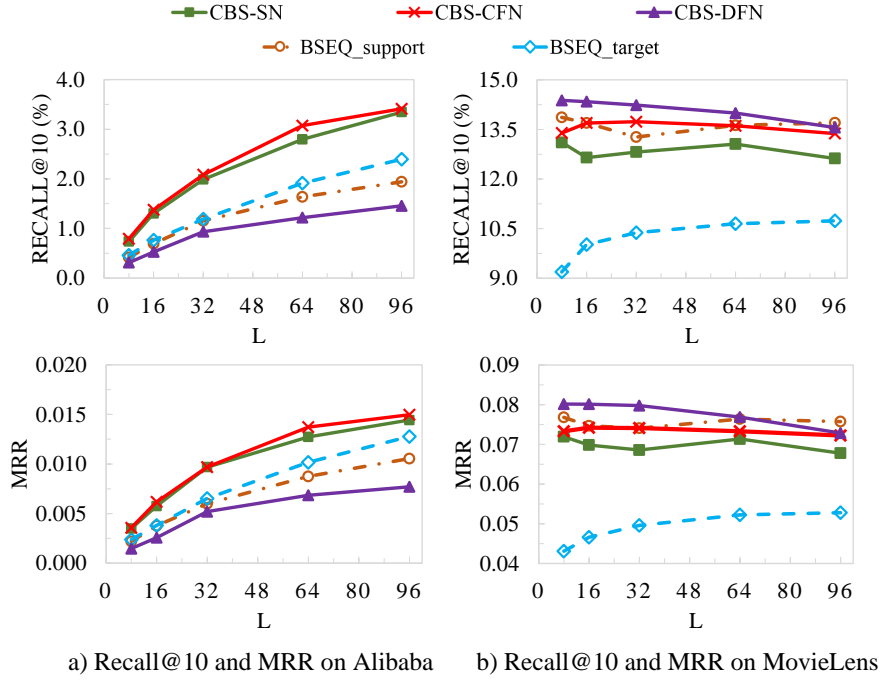 CBS-SN CBS-CFN CBS-DFN
BSEQ_support BSEQ_target
RECALL@10 (%)
4.0
3.0
2.0
1.0
0.0
0 16 32 48 64 80 96
L
RECALL@10 (%)
15.0
13.5
12.0
10.5
9.0
0 16 32 48 64 80 96
L
MRR
0.020
0.015
0.010
0.005
0.000
0 16 32 48 64 80 96
L
MRR
0.09
0.08
0.07
0.06
0.05
0.04
0 16 32 48 64 80 96
L
a) Recall@10 and MRR on Alibaba
b) Recall@10 and MRR on MovieLens